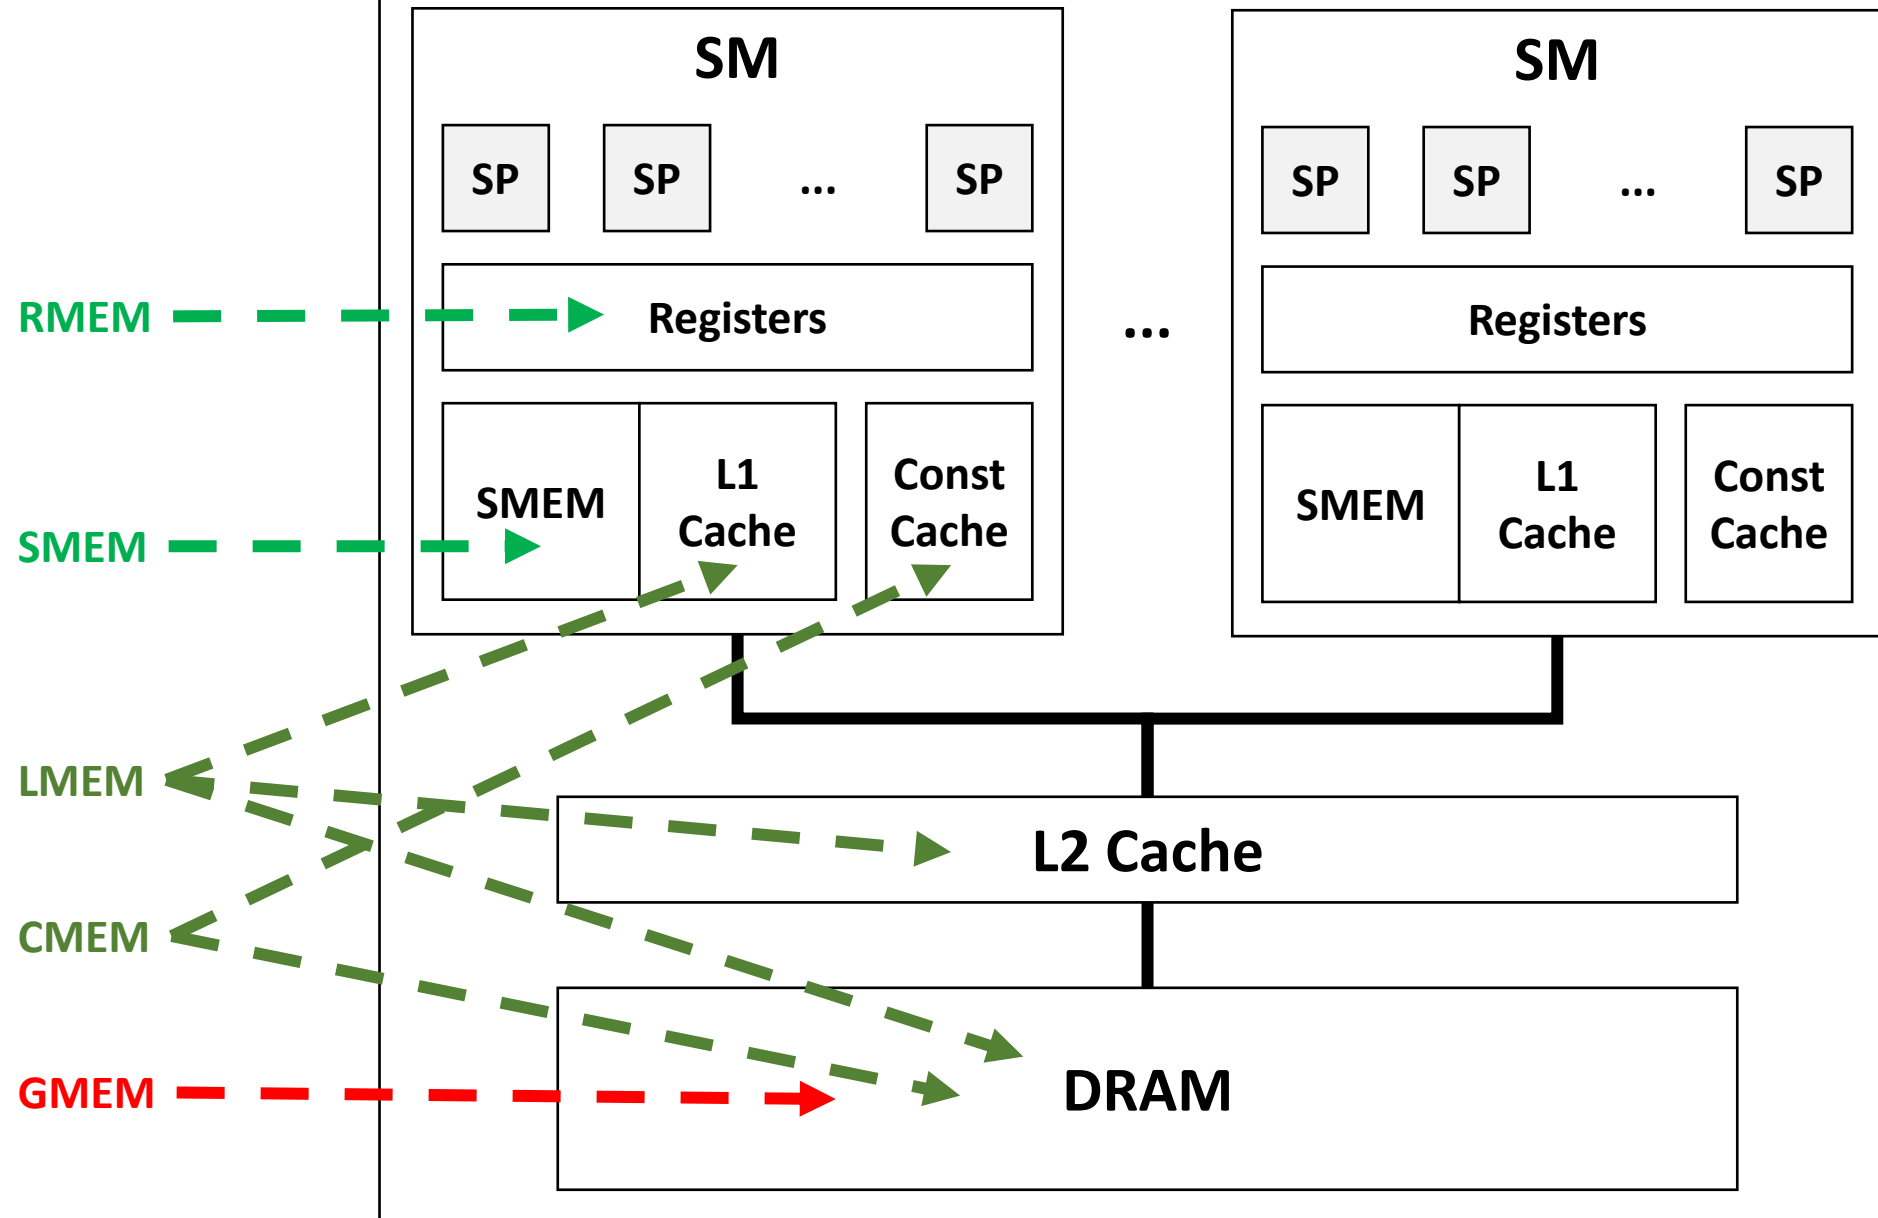 SM
SM
SP SP ... SP
SP SP ... SP
RMEM
Registers
...
Registers
SMEM
SMEM
L1
Cache
Const
Cache
SMEM
L1
Cache
Const
Cache
LMEM
L2 Cache
CMEM
GMEM
DRAM